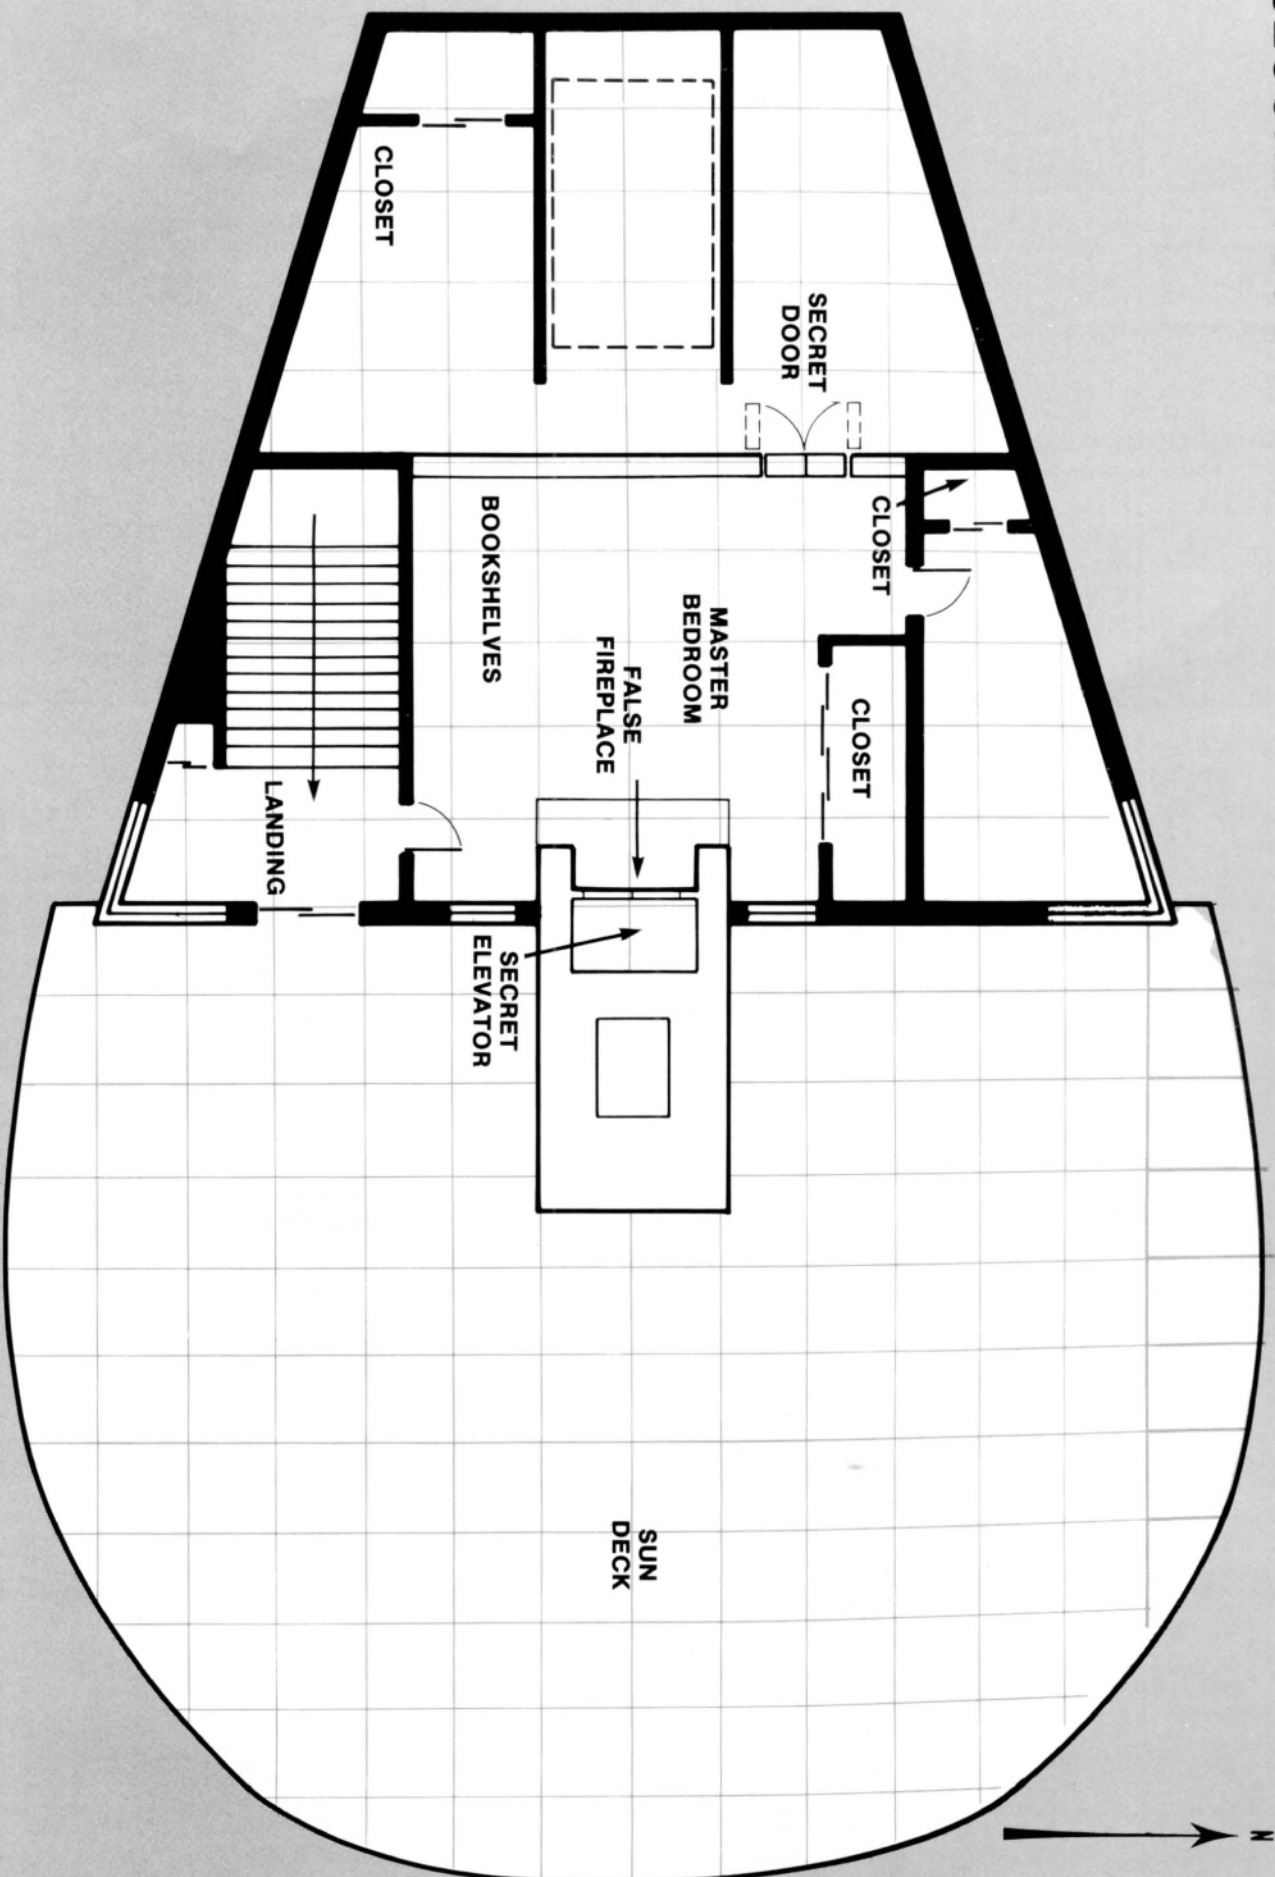 CLOSET
SECRET
DOOR
CLOSET
BOOKSHELVES
MASTER
BEDROOM
FALSE
FIREPLACE
CLOSET
LANDING
SECRET
ELEVATOR
SUN
DECK
N